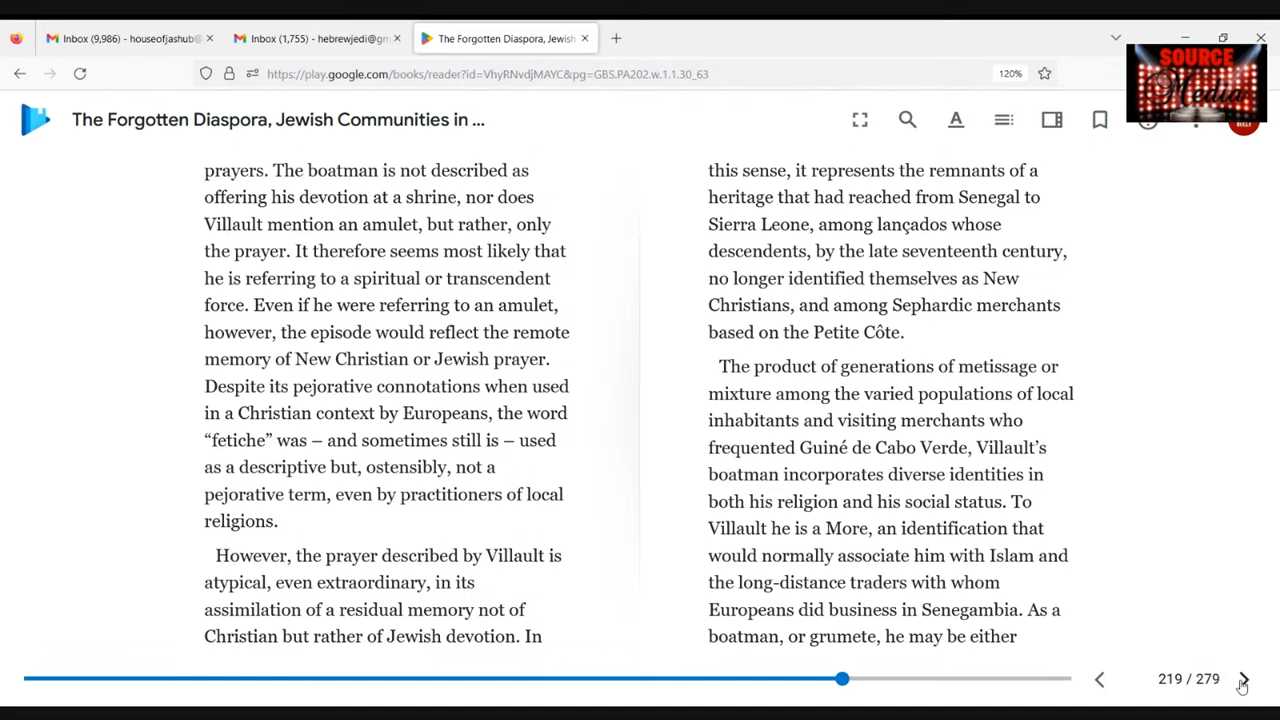 Inbox (9,986) - houseofjashub@
Inbox (1,755) - hebrewjedi@gm
The Forgotten Diaspora, Jewish
https://play.google.com/books/reader?id=VhyRNvdjMAYC&pg=GBS.PA202.w.1.1.30_63
120%
SOURCE
Media
The Forgotten Diaspora, Jewish Communities in ...
prayers. The boatman is not described as
offering his devotion at a shrine, nor does
Villault mention an amulet, but rather, only
the prayer. It therefore seems most likely that
he is referring to a spiritual or transcendent
force. Even if he were referring to an amulet,
however, the episode would reflect the remote
memory of New Christian or Jewish prayer.
Despite its pejorative connotations when used
in a Christian context by Europeans, the word
“fetiche” was – and sometimes still is – used
as a descriptive but, ostensibly, not a
pejorative term, even by practitioners of local
religions.
However, the prayer described by Villault is
atypical, even extraordinary, in its
assimilation of a residual memory not of
Christian but rather of Jewish devotion. In
this sense, it represents the remnants of a
heritage that had reached from Senegal to
Sierra Leone, among lançados whose
descendents, by the late seventeenth century,
no longer identified themselves as New
Christians, and among Sephardic merchants
based on the Petite Côte.
The product of generations of metissage or
mixture among the varied populations of local
inhabitants and visiting merchants who
frequented Guiné de Cabo Verde, Villault’s
boatman incorporates diverse identities in
both his religion and his social status. To
Villault he is a More, an identification that
would normally associate him with Islam and
the long-distance traders with whom
Europeans did business in Senegambia. As a
boatman, or grumete, he may be either
219 / 279